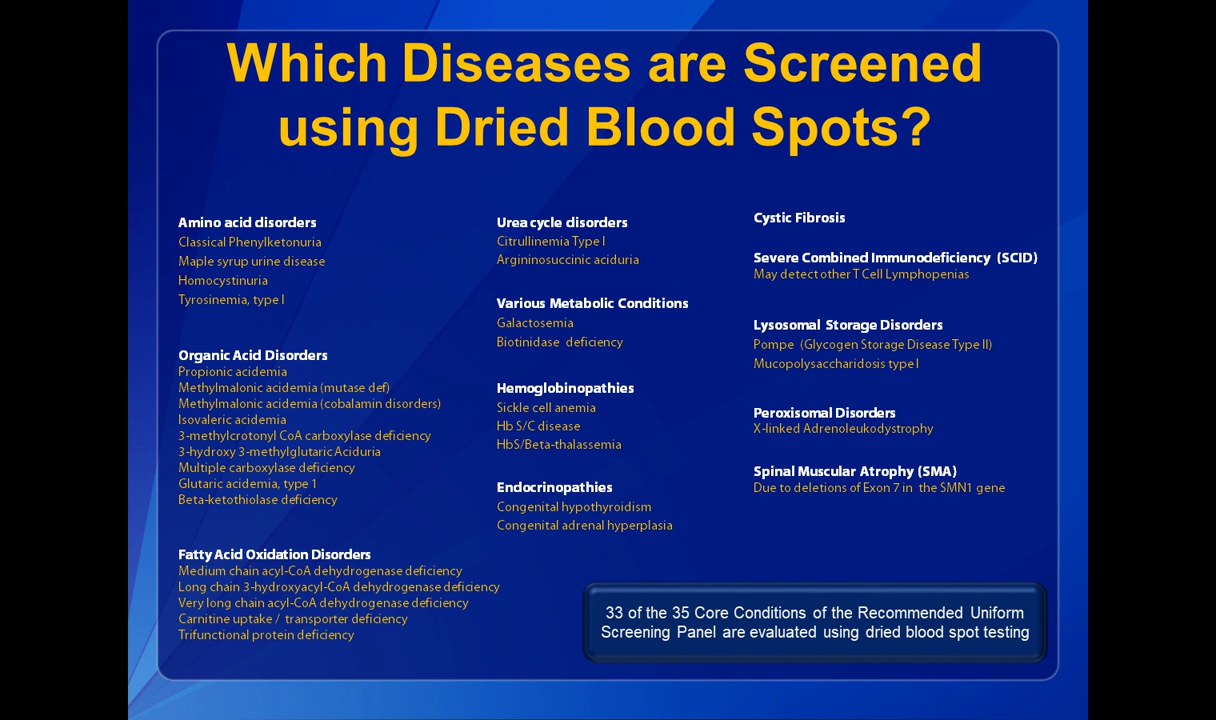 Which Diseases are Screened
using Dried Blood Spots?
Amino acid disorders
Classical Phenylketonuria
Maple syrup urine disease
Homocystinuria
Tyrosinemia, type I
Organic Acid Disorders
Propionic acidemia
Methylmalonic acidemia (mutase def)
Methylmalonic acidemia (cobalamin disorders)
Isovaleric acidemia
3-methylcrotonyl CoA carboxylase deficiency
3-hydroxy 3-methylglutaric Aciduria
Multiple carboxylase deficiency
Glutaric acidemia, type 1
Beta-ketothiolase deficiency
Fatty Acid Oxidation Disorders
Medium chain acyl-CoA dehydrogenase deficiency
Long chain 3-hydroxyacyl-CoA dehydrogenase deficiency
Very long chain acyl-CoA dehydrogenase deficiency
Carnitine uptake / transporter deficiency
Trifunctional protein deficiency
Urea cycle disorders
Citrullinemia Type I
Argininosuccinic aciduria
Various Metabolic Conditions
Galactosemia
Biotinidase deficiency
Hemoglobinopathies
Sickle cell anemia
Hb S/C disease
HbS/Beta-thalassemia
Endocrinopathies
Congenital hypothyroidism
Congenital adrenal hyperplasia
Cystic Fibrosis
Severe Combined Immunodeficiency (SCID)
May detect other T Cell Lymphopenias
Lysosomal Storage Disorders
Pompe (Glycogen Storage Disease Type II)
Mucopolysaccharidosis type I
Peroxisomal Disorders
X-linked Adrenoleukodystrophy
Spinal Muscular Atrophy (SMA)
Due to deletions of Exon 7 in the SMN1 gene
33 of the 35 Core Conditions of the Recommended Uniform
Screening Panel are evaluated using dried blood spot testing